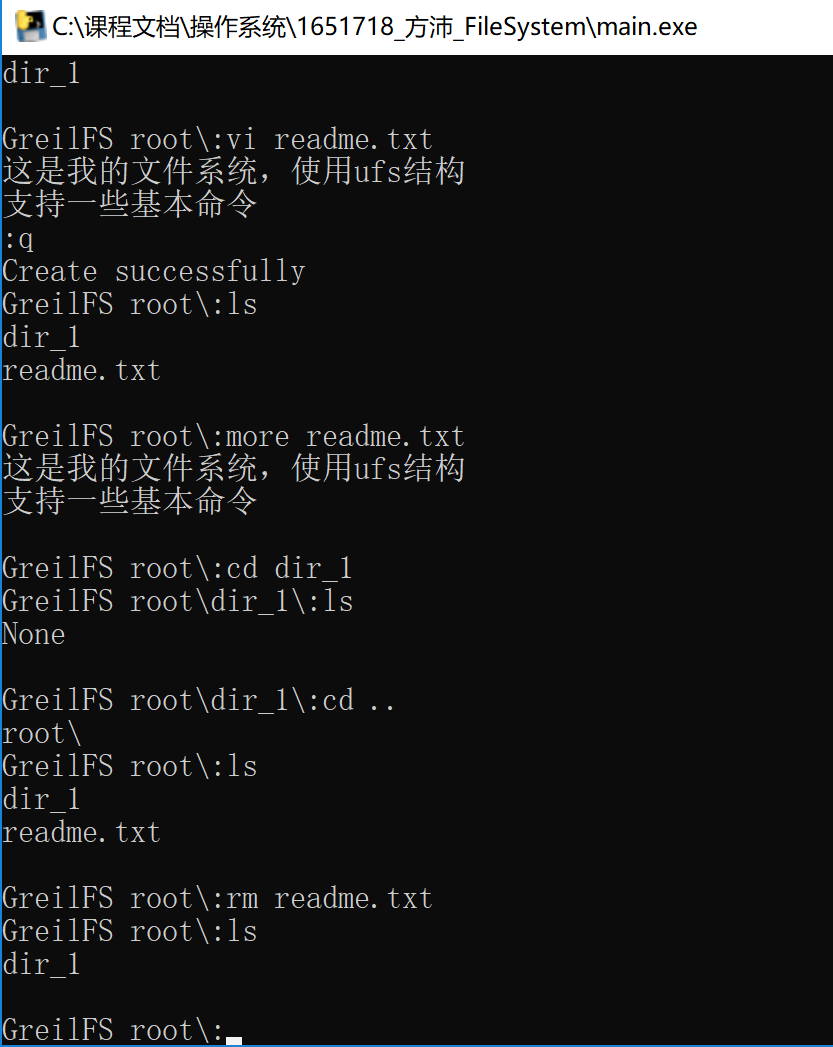 C:\课程文档\操作系统\1651718_方沛_FileSystem\main.exe
dir_1
GreilFS root\:vi readme.txt
这是我的文件系统，使用ufs结构
支持一些基本命令
:q
Create successfully
GreilFS root\:ls
dir_1
readme.txt
GreilFS root\:more readme.txt
这是我的文件系统，使用ufs结构
支持一些基本命令
GreilFS root\:cd dir_1
GreilFS root\dir_1\:ls
None
GreilFS root\dir_1\:cd ..
root\
GreilFS root\:ls
dir_1
readme.txt
GreilFS root\:rm readme.txt
GreilFS root\:ls
dir_1
GreilFS root\: